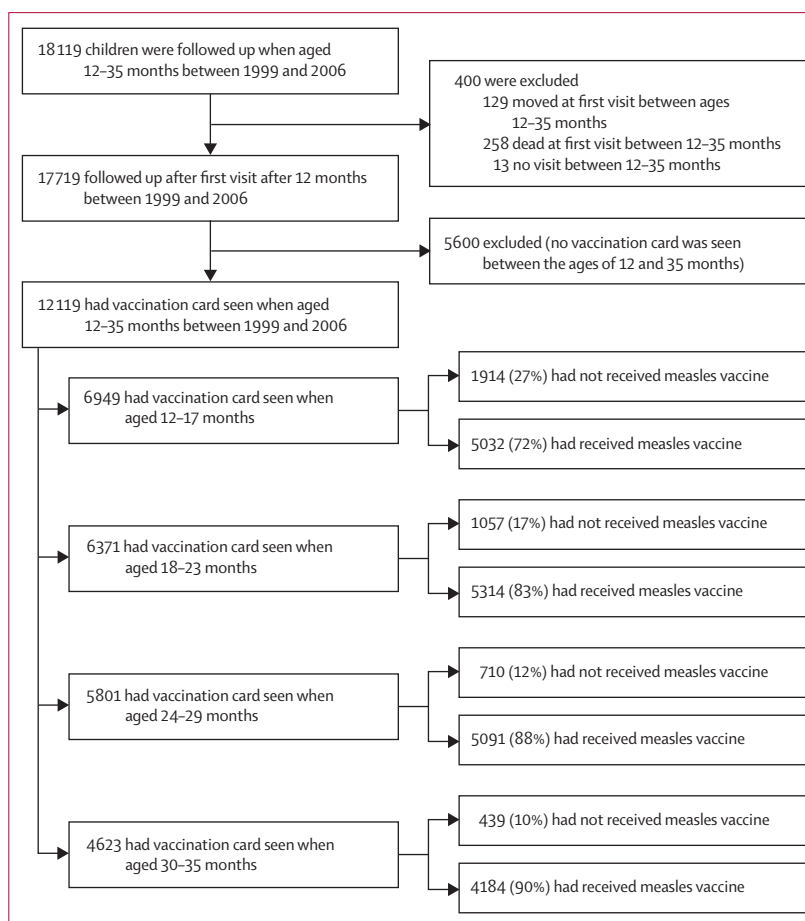 18119 children were followed up when aged
12–35 months between 1999 and 2006
400 were excluded
129 moved at first visit between ages
12–35 months
258 dead at first visit between 12–35 months
13 no visit between 12–35 months
17719 followed up after first visit after 12 months
between 1999 and 2006
5600 excluded (no vaccination card was seen
between the ages of 12 and 35 months)
12119 had vaccination card seen when aged
12–35 months between 1999 and 2006
6949 had vaccination card seen when
aged 12–17 months
1914 (27%) had not received measles vaccine
5032 (72%) had received measles vaccine
6371 had vaccination card seen when
aged 18–23 months
1057 (17%) had not received measles vaccine
5314 (83%) had received measles vaccine
5801 had vaccination card seen when
aged 24–29 months
710 (12%) had not received measles vaccine
5091 (88%) had received measles vaccine
4623 had vaccination card seen when
aged 30–35 months
439 (10%) had not received measles vaccine
4184 (90%) had received measles vaccine